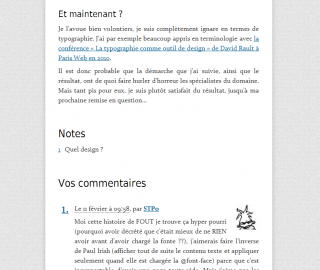 Et maintenant ?
Je l'avoue bien volontiers, je suis complètement ignare en termes de
typographie. J'ai par exemple beaucoup appris en terminologie avec la
conférence « La typographie comme outil de design » de David Rault à
Paris Web en 2010.
Il est donc probable que la démarche que j'ai suivie, ainsi que le
résultat, ont de quoi faire hurler d'horreur les spécialistes du domaine.
Mais tant pis pour eux, je suis plutôt satisfait du résultat, jusqu'à ma
prochaine remise en question...
Notes
1 Quel design ?
Vos commentaires
1. Le 11 février à 09:58, par STPo
Moi cette histoire de FOUT je trouve ça hyper pourri
(pourquoi avoir décrété que c'était mieux de ne RIEN
avoir avant d'avoir chargé la fonte ??), j'aimerais faire l'inverse
de Paul Irish (afficher tout de suite le contenu texte et appliquer
seulement quand elle est chargée la @font-face) parce que c'est